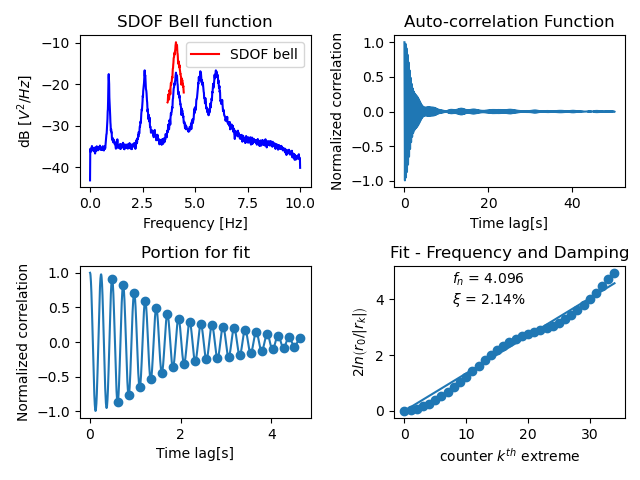 SDOF Bell function
dB [V²/Hz]
−10
−20
−30
−40
SDOF bell
0.0 2.5 5.0 7.5 10.0
Frequency [Hz]
Auto-correlation Function
Normalized correlation
1.0
0.5
0.0
−0.5
−1.0
0 20 40
Time lag[s]
Portion for fit
Normalized correlation
1.0
0.5
0.0
−0.5
−1.0
0 2 4
Time lag[s]
Fit - Frequency and Damping
2ln(r₀/|rₖ|)
4
2
0
fₙ = 4.096
ξ = 2.14%
0 10 20 30
counter kᵗʰ extreme